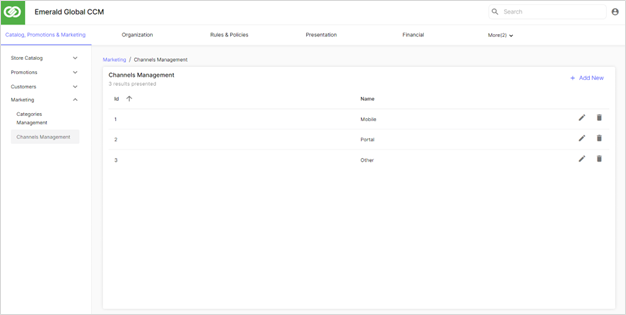 Emerald Global CCM
Search
Catalog, Promotions & Marketing
Organization
Rules & Policies
Presentation
Financial
More(2)
Store Catalog
Promotions
Customers
Marketing
Categories
Management
Channels Management
Marketing / Channels Management
Channels Management
3 results presented
+ Add New
Id Name
1 Mobile
2 Portal
3 Other